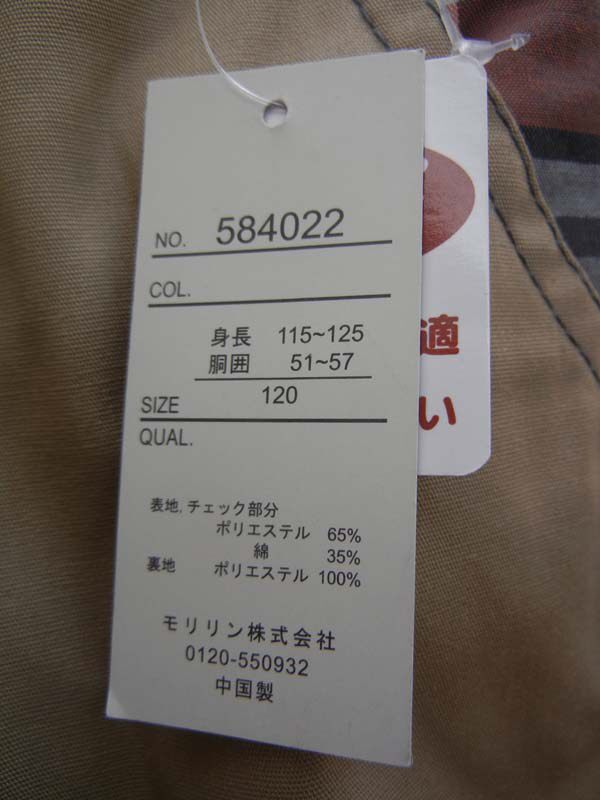 NO. 584022
COL.
身長 115~125
胴囲 51~57
SIZE 120
QUAL.
表地,チェック部分
ポリエステル 65%
綿 35%
裏地 ポリエステル 100%
モリリン株式会社
0120-550932
中国製
適
い